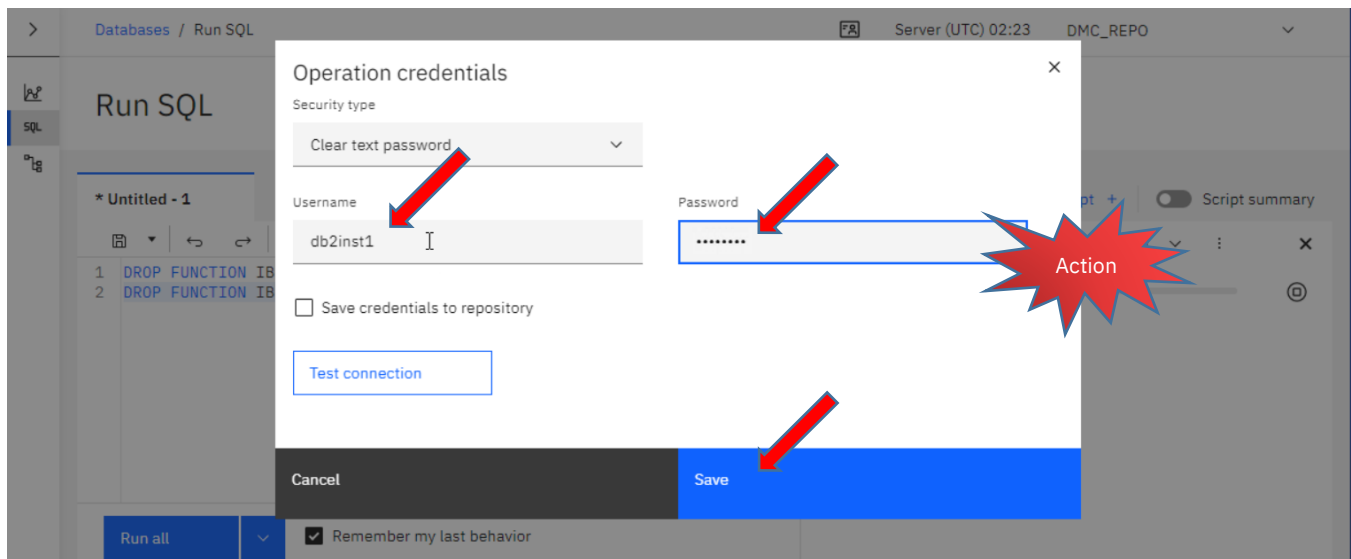 Databases / Run SQL
Server (UTC) 02:23
DMC_REPO
Operation credentials
Security type
Run SQL
SQL
Clear text password
Username
Password
* Untitled - 1
pt +
Script summary
db2inst1
••••••••
Action
1 DROP FUNCTION IB
2 DROP FUNCTION IB
Save credentials to repository
Test connection
Cancel
Save
Run all
Remember my last behavior